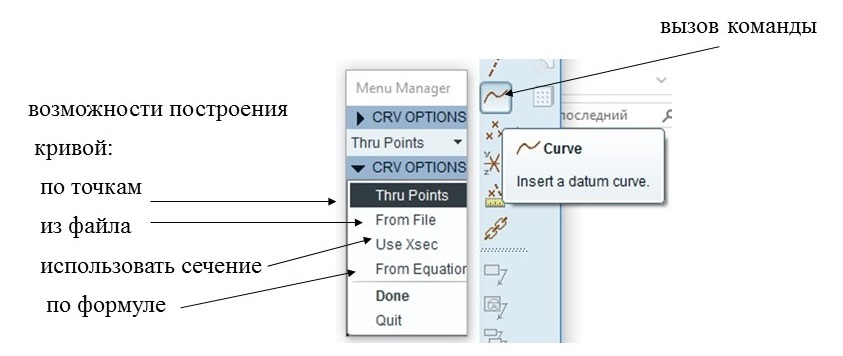 вызов команды
возможности построения
кривой:
по точкам
из файла
использовать сечение
по формуле
Menu Manager
CRV OPTIONS
Thru Points
CRV OPTIONS
Thru Points
From File
Use Xsec
From Equation
Done
Quit
последний
Curve
Insert a datum curve.